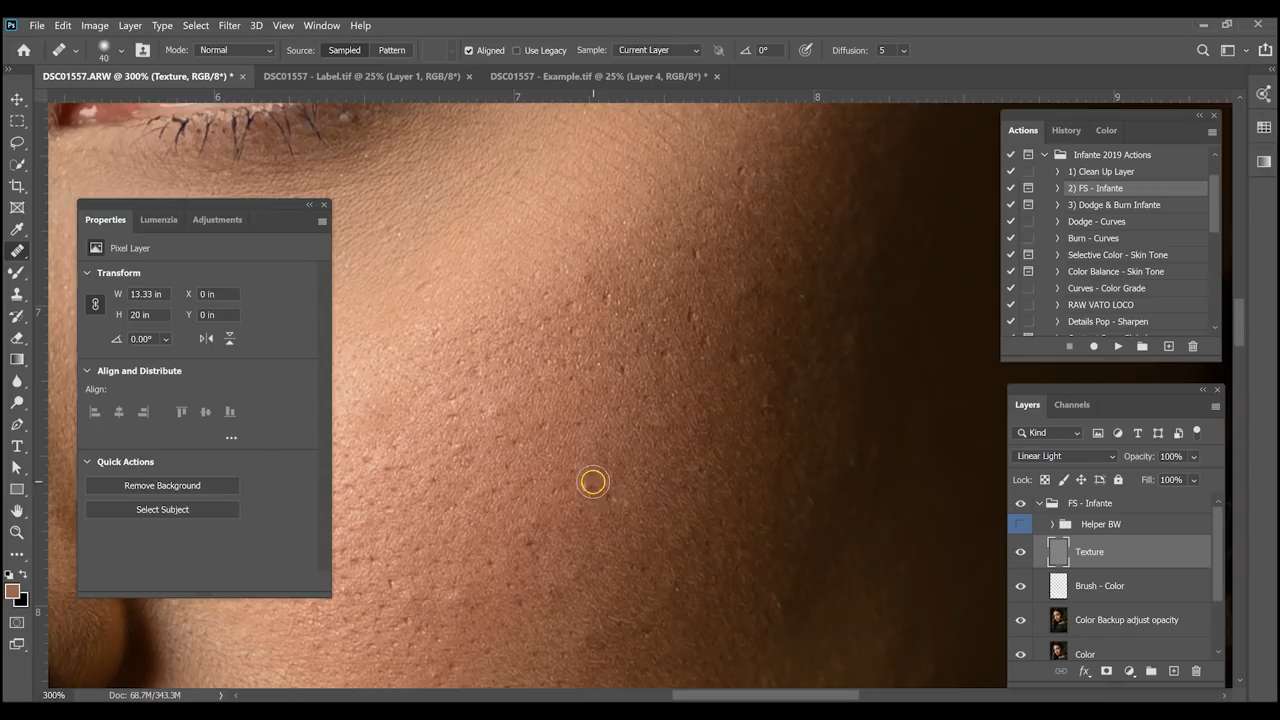 Ps File Edit Image Layer Type Select Filter 3D View Window Help
40 Mode: Normal Source: Sampled Pattern Aligned Use Legacy Sample: Current Layer 0° Diffusion: 5
DSC01557.ARW @ 300% (Texture, RGB/8*) * × DSC01557 - Label.tif @ 25% (Layer 1, RGB/8*) × DSC01557 - Example.tif @ 25% (Layer 4, RGB/8*) * ×
6 7 8 9
7
8
Properties Lumenzia Adjustments
Pixel Layer
Transform
W 13.33 in X 0 in
H 20 in Y 0 in
0.00°
Align and Distribute
Align:
Quick Actions
Remove Background
Select Subject
Actions History Color
Infante 2019 Actions
1) Clean Up Layer
2) FS - Infante
3) Dodge & Burn Infante
Dodge - Curves
Burn - Curves
Selective Color - Skin Tone
Color Balance - Skin Tone
Curves - Color Grade
RAW VATO LOCO
Details Pop - Sharpen
Layers Channels
Kind
Linear Light Opacity: 100%
Lock: Fill: 100%
FS - Infante
Helper BW
Texture
Brush - Color
Color Backup adjust opacity
Color
fx
300% Doc: 68.7M/343.3M